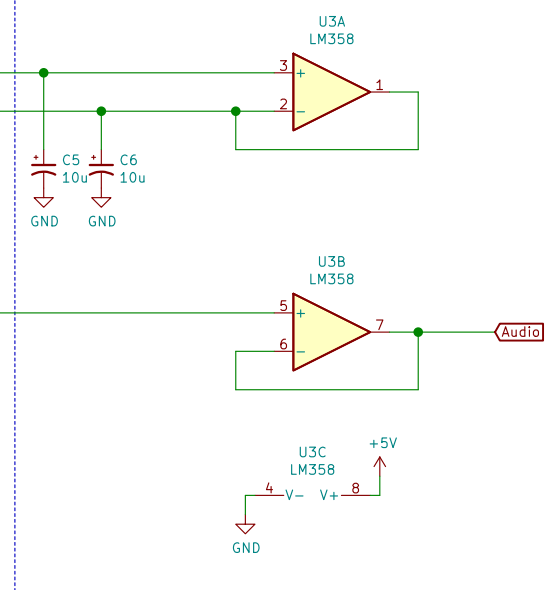 U3A
LM358
3
+
1
2
−
+ C5
10u
+ C6
10u
GND
GND
U3B
LM358
5
+
7
Audio
6
−
+5V
U3C
LM358
4
V− V+
8
GND